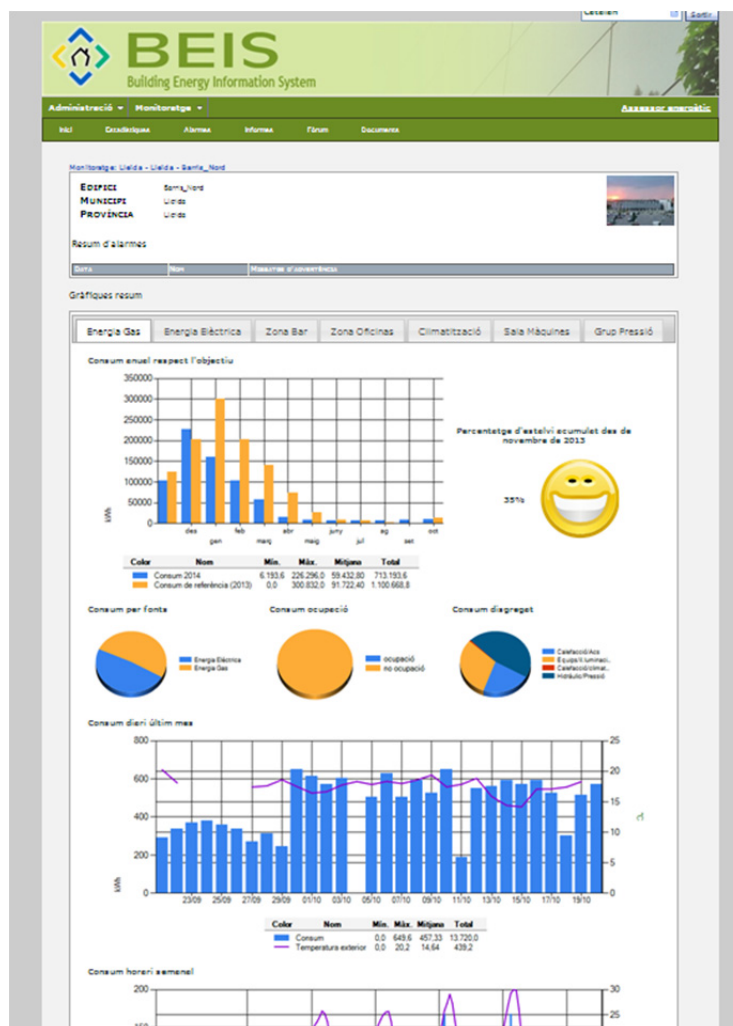 Català
Sortir
BEIS
Building Energy Information System
Administració Monitoratge Assessor energètic
Inici Estadístiques Alarmes Informes Fòrum Documents
Monitoratge: Lleida - Lleida - Barris_Nord
EDIFICI Barris_Nord
MUNICIPI Lleida
PROVÍNCIA Lleida
Resum d'alarmes
DATA NOM MISSATGE D'ADVERTÈNCIA
Gràfiques resum
Energia Gas Energia Elèctrica Zona Bar Zona Oficinas Climatització Sala Màquines Grup Pressió
Consum anual respect l'objectiu
350000
300000
250000
200000
150000
100000
50000
0
kWh
des feb abr juny ag oct
gen març maig jul set
Percentatge d'estalvi acumulat des de
novembre de 2013
35%
Color Nom Mín. Màx. Mitjana Total
Consum 2014 6.193,6 226.296,0 59.432,80 713.193,6
Consum de referència (2013) 0,0 300.832,0 91.722,40 1.100.668,8
Consum per fonts Consum ocupació Consum disgregat
Energia Elèctrica
Energia Gas
ocupació
no ocupació
Calefacció/Acs
Equips/Il·luminaci..
Calefacció/climat..
Hidràulic/Pressió
Consum diari últim mes
800
600
400
200
0
kWh
25
20
15
10
5
0
23/09 25/09 27/09 29/09 01/10 03/10 05/10 07/10 09/10 11/10 13/10 15/10 17/10 19/10
Color Nom Mín. Màx. Mitjana Total
Consum 0,0 649,6 457,33 13.720,0
Temperatura exterior 0,0 20,2 14,64 439,2
Consum horari semanal
200
150
30
25